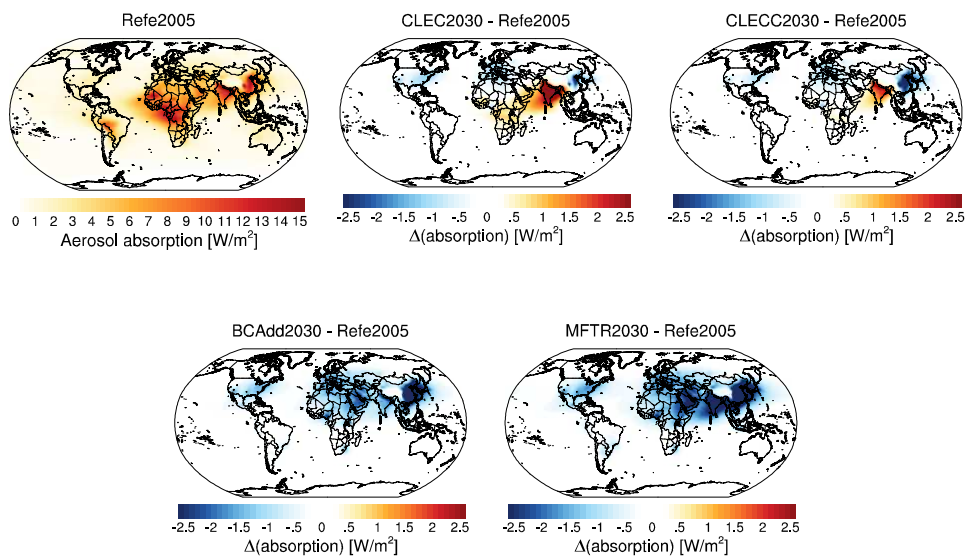 Refe2005
CLEC2030 - Refe2005
CLECC2030 - Refe2005
0 1 2 3 4 5 6 7 8 9 10 11 12 13 14 15
Aerosol absorption [W/m²]
-2.5 -2 -1.5 -1 -.5 0 .5 1 1.5 2 2.5
Δ(absorption) [W/m²]
-2.5 -2 -1.5 -1 -.5 0 .5 1 1.5 2 2.5
Δ(absorption) [W/m²]
BCAdd2030 - Refe2005
MFTR2030 - Refe2005
-2.5 -2 -1.5 -1 -.5 0 .5 1 1.5 2 2.5
Δ(absorption) [W/m²]
-2.5 -2 -1.5 -1 -.5 0 .5 1 1.5 2 2.5
Δ(absorption) [W/m²]